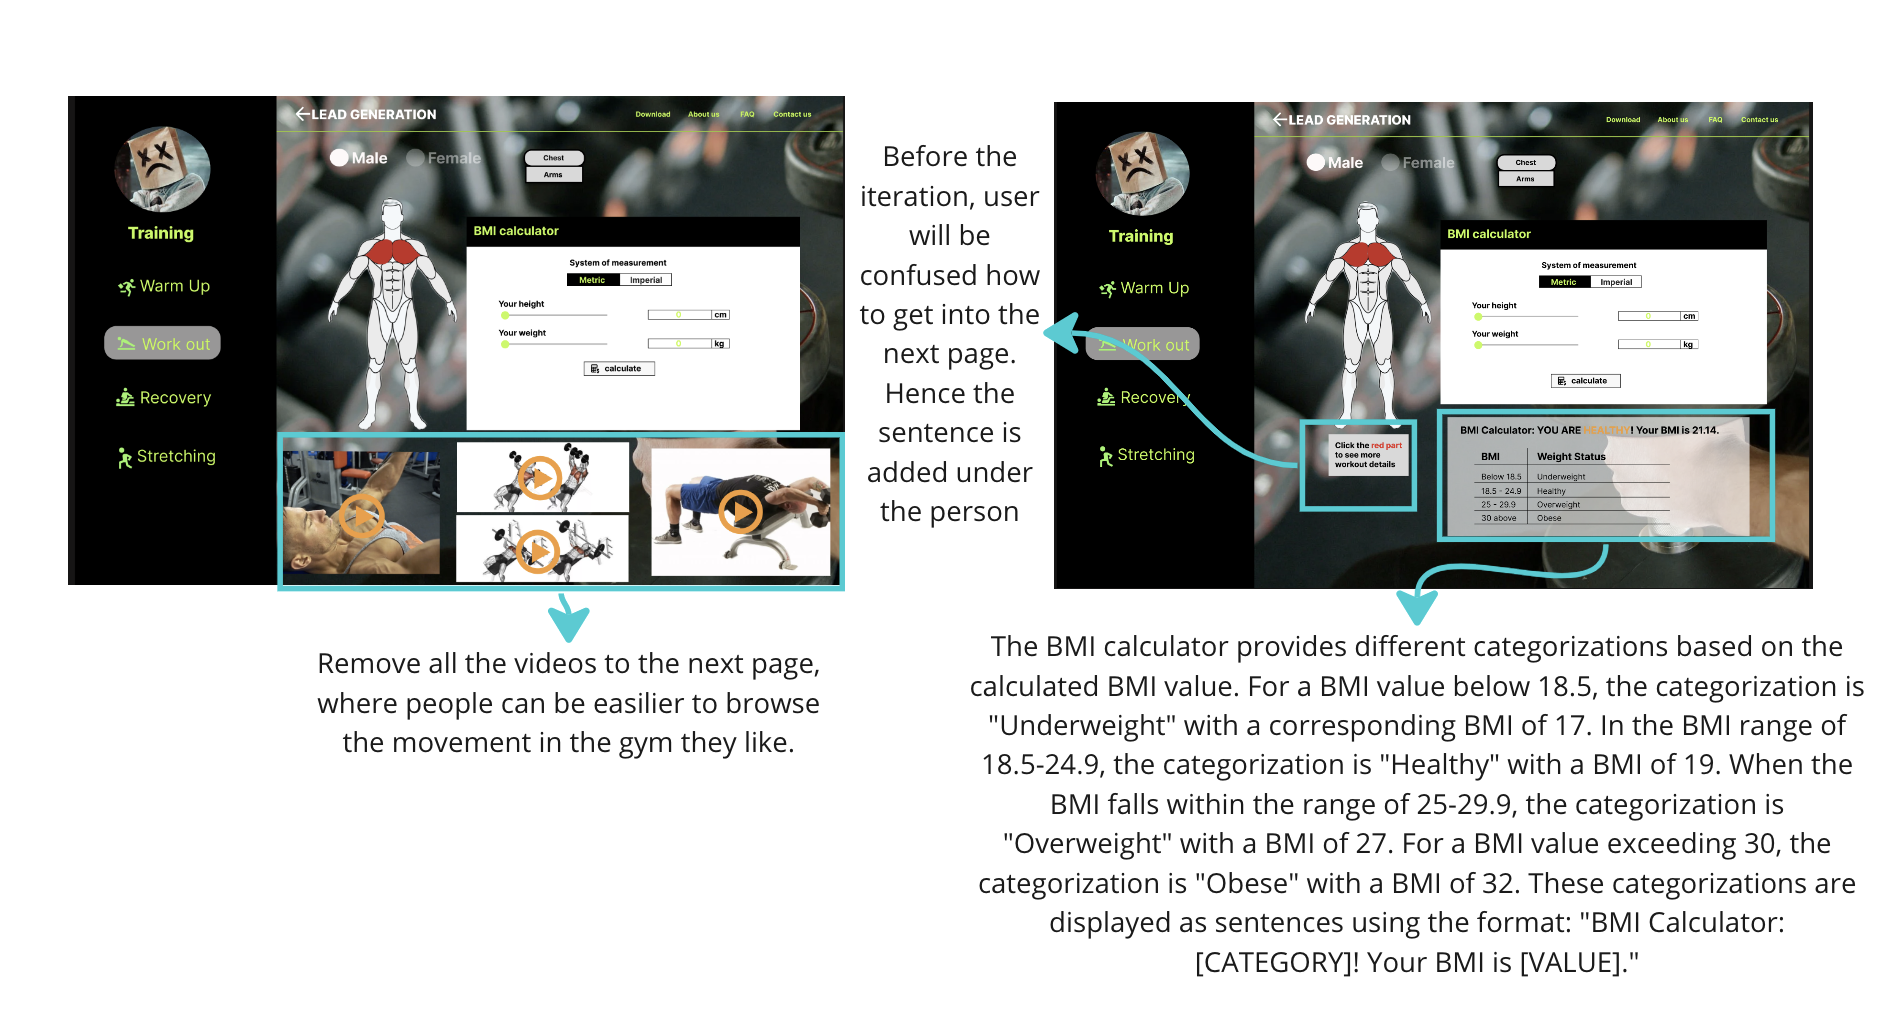 LEAD GENERATION
Download About us FAQ Contact us
Male Female
Chest
Arms
Training
Warm Up
Work out
Recovery
Stretching
BMI calculator
System of measurement
Metric Imperial
Your height
0 cm
Your weight
0 kg
calculate
Remove all the videos to the next page,
where people can be easilier to browse
the movement in the gym they like.
Before the
iteration, user
will be
confused how
to get into the
next page.
Hence the
sentence is
added under
the person
LEAD GENERATION
Download About us FAQ Contact us
Male Female
Chest
Arms
Training
Warm Up
Work out
Recovery
Stretching
BMI calculator
System of measurement
Metric Imperial
Your height
0 cm
Your weight
0 kg
calculate
Click the red part
to see more
workout details
BMI Calculator: YOU ARE HEALTHY! Your BMI is 21.14.
BMI Weight Status
Below 18.5 Underweight
18.5 - 24.9 Healthy
25 - 29.9 Overweight
30 above Obese
The BMI calculator provides different categorizations based on the
calculated BMI value. For a BMI value below 18.5, the categorization is
"Underweight" with a corresponding BMI of 17. In the BMI range of
18.5-24.9, the categorization is "Healthy" with a BMI of 19. When the
BMI falls within the range of 25-29.9, the categorization is
"Overweight" with a BMI of 27. For a BMI value exceeding 30, the
categorization is "Obese" with a BMI of 32. These categorizations are
displayed as sentences using the format: "BMI Calculator:
[CATEGORY]! Your BMI is [VALUE]."